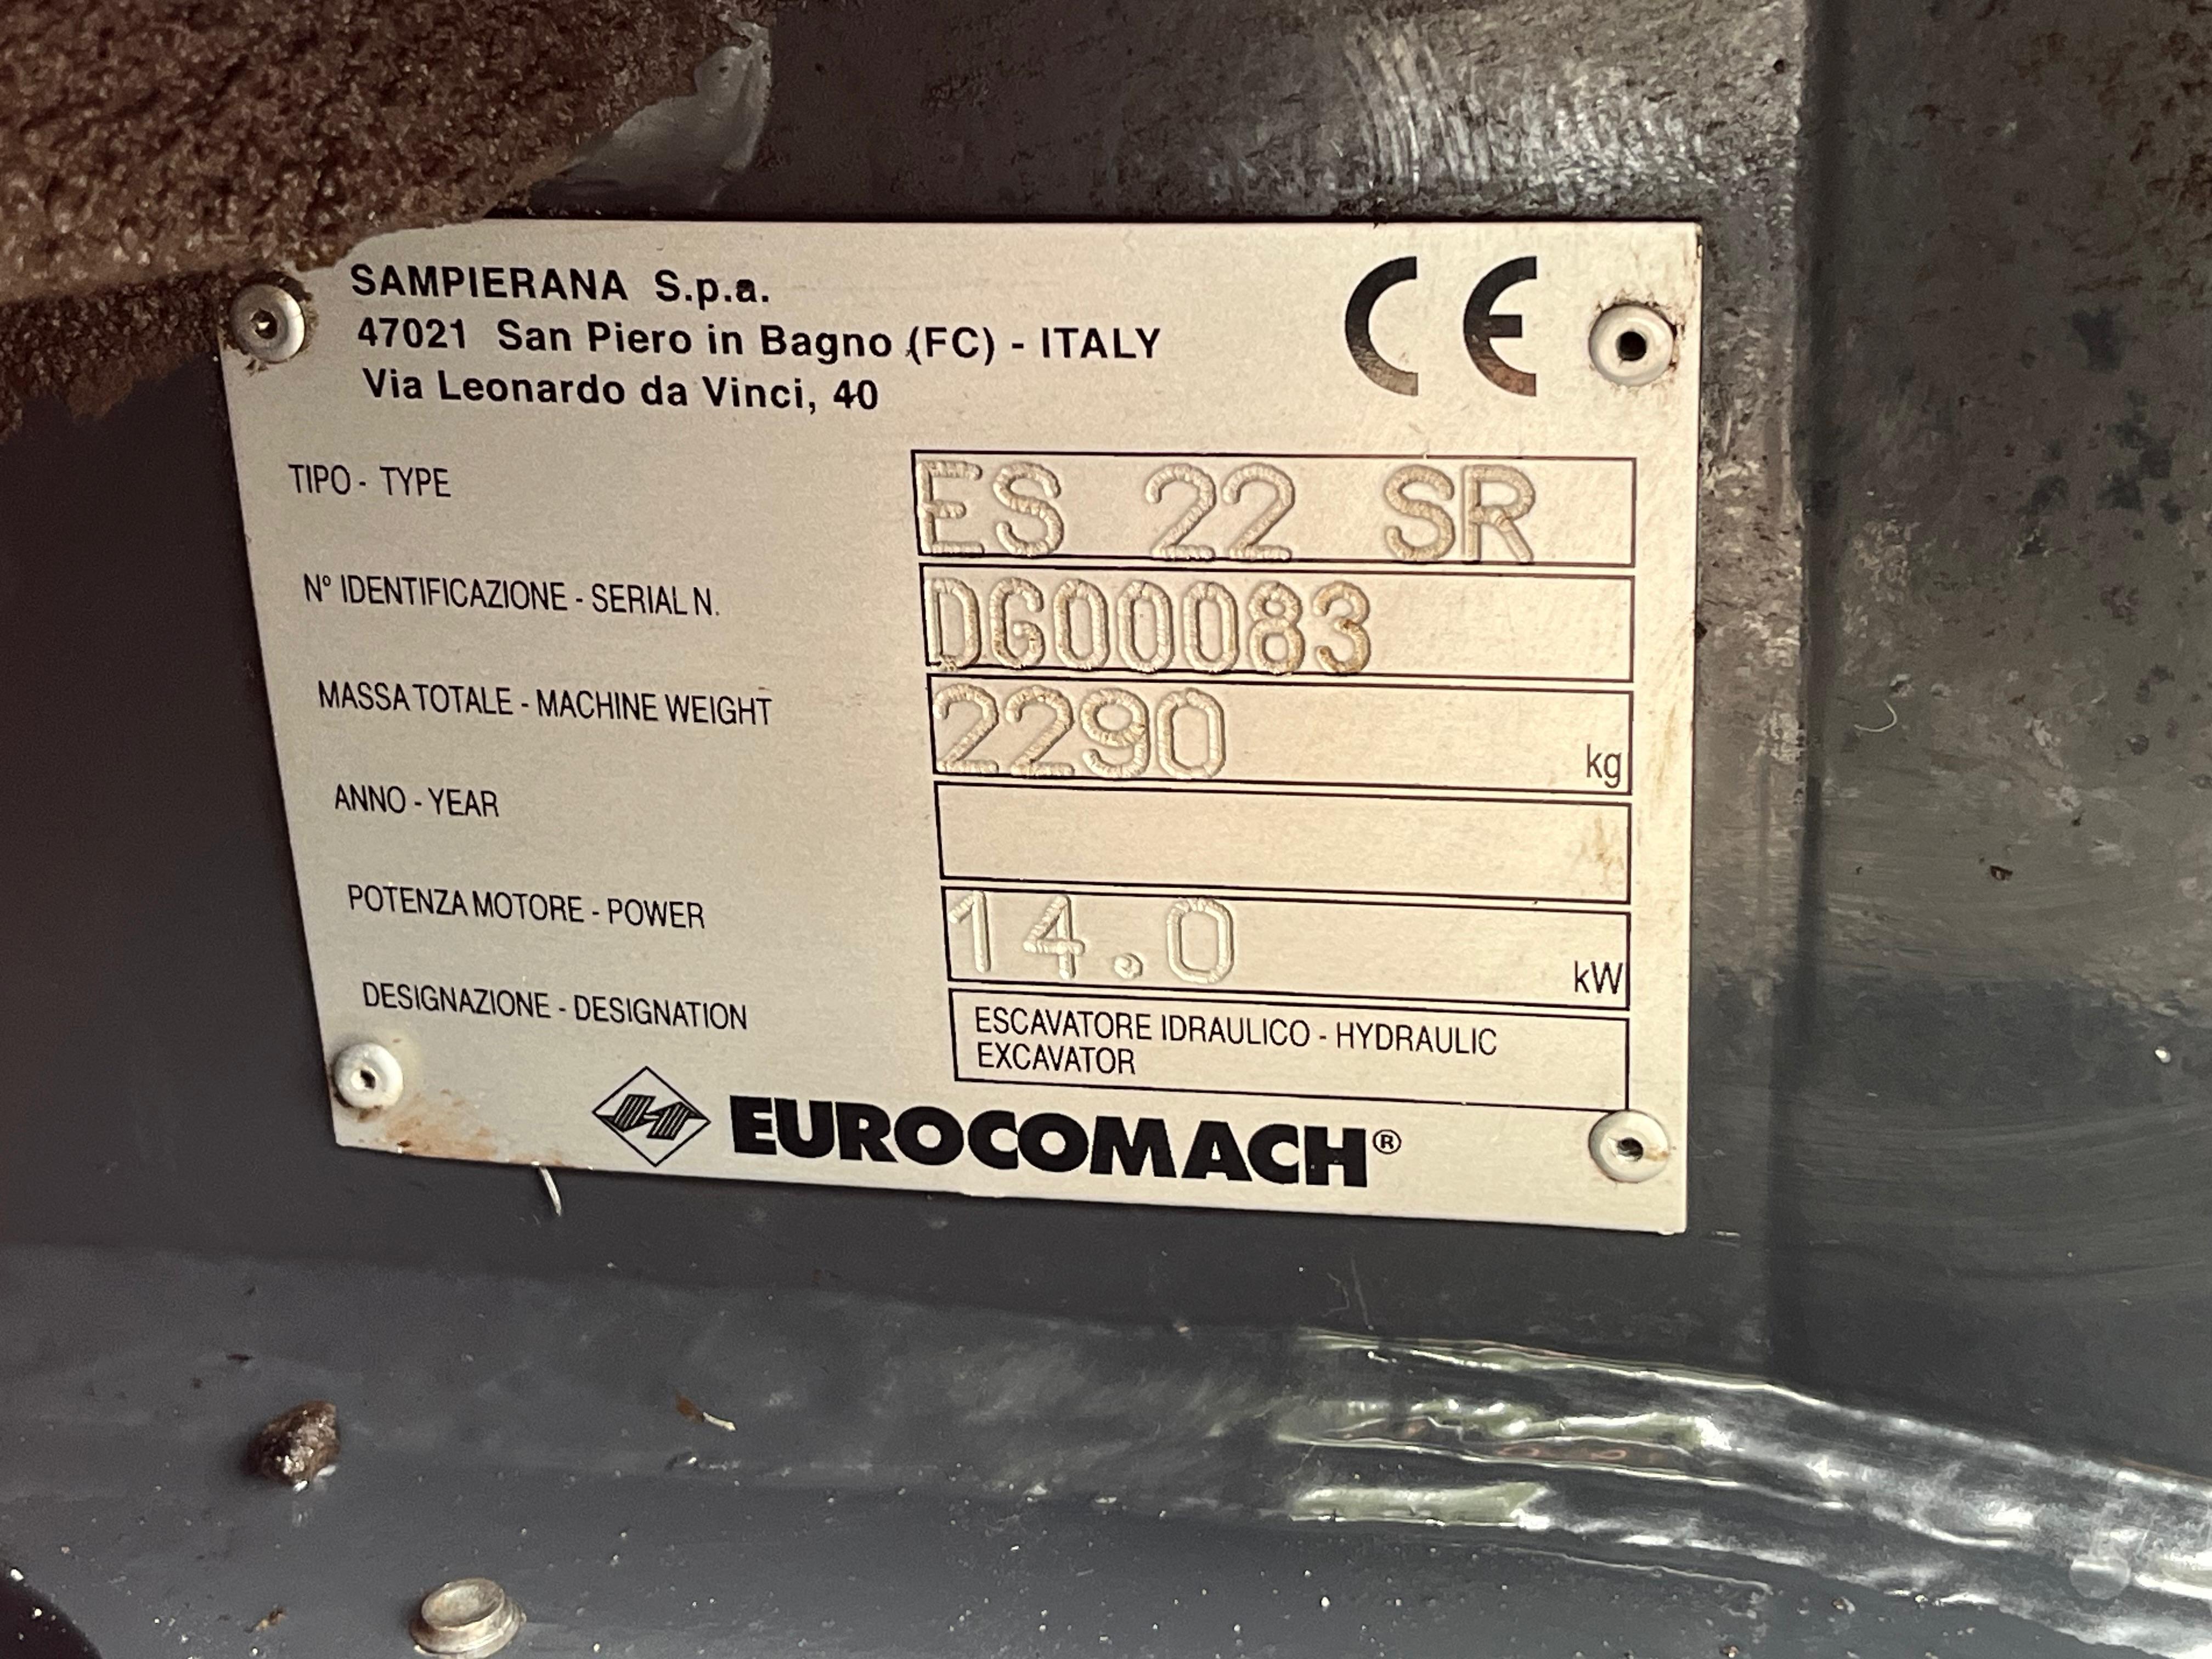 SAMPIERANA S.p.a.
47021 San Piero in Bagno (FC) - ITALY
Via Leonardo da Vinci, 40
CE
TIPO - TYPE ES 22 SR
N° IDENTIFICAZIONE - SERIAL N. DG00083
MASSA TOTALE - MACHINE WEIGHT 2290 kg
ANNO - YEAR
POTENZA MOTORE - POWER 14.0 kW
DESIGNAZIONE - DESIGNATION ESCAVATORE IDRAULICO - HYDRAULIC
EXCAVATOR
EUROCOMACH®